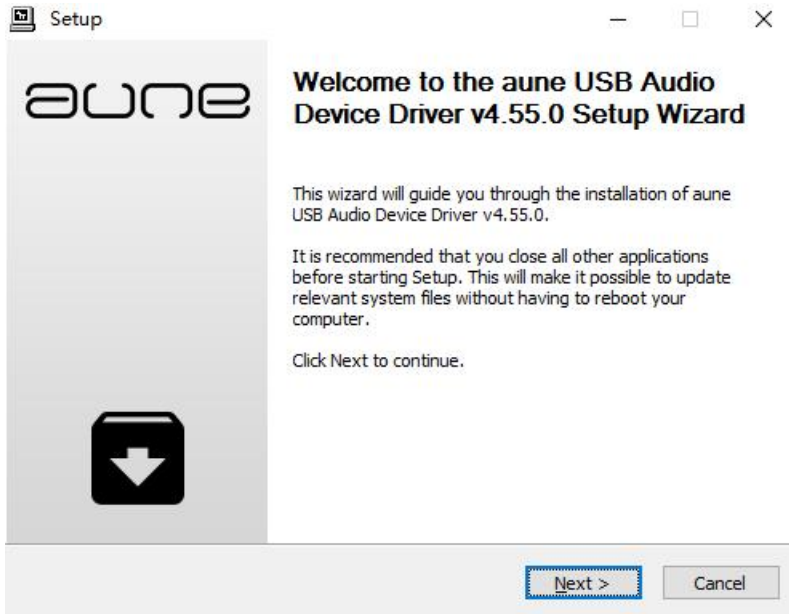 Setup
aune
Welcome to the aune USB Audio
Device Driver v4.55.0 Setup Wizard
This wizard will guide you through the installation of aune
USB Audio Device Driver v4.55.0.
It is recommended that you close all other applications
before starting Setup. This will make it possible to update
relevant system files without having to reboot your
computer.
Click Next to continue.
Next >
Cancel